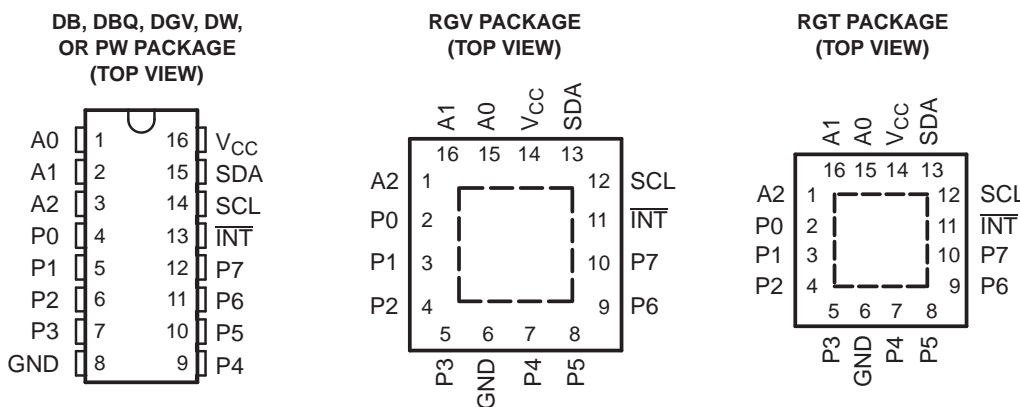 DB, DBQ, DGV, DW,
OR PW PACKAGE
(TOP VIEW)
A0 1 16 VCC
A1 2 15 SDA
A2 3 14 SCL
P0 4 13 INT
P1 5 12 P7
P2 6 11 P6
P3 7 10 P5
GND 8 9 P4
RGV PACKAGE
(TOP VIEW)
A1 A0 VCC SDA
16 15 14 13
A2 1 12 SCL
P0 2 11 INT
P1 3 10 P7
P2 4 9 P6
5 6 7 8
P3 GND P4 P5
RGT PACKAGE
(TOP VIEW)
A1 A0 VCC SDA
16 15 14 13
A2 1 12 SCL
P0 2 11 INT
P1 3 10 P7
P2 4 9 P6
5 6 7 8
P3 GND P4 P5